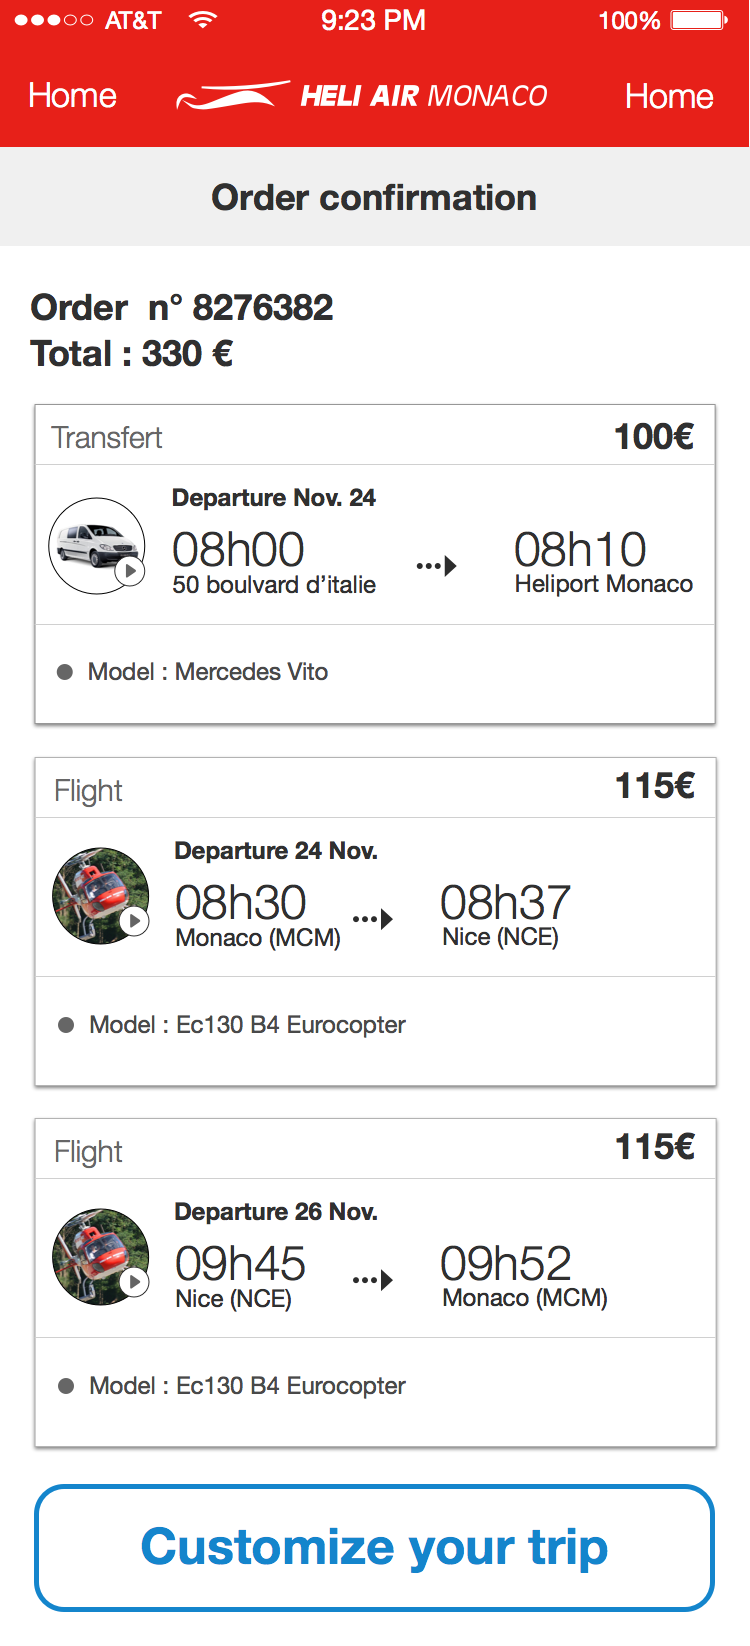 AT&T 9:23 PM 100%
Home HELI AIR MONACO Home
Order confirmation
Order n° 8276382
Total : 330 €
Transfert 100€
Departure Nov. 24
08h00 08h10
50 boulvard d’italie Heliport Monaco
Model : Mercedes Vito
Flight 115€
Departure 24 Nov.
08h30 08h37
Monaco (MCM) Nice (NCE)
Model : Ec130 B4 Eurocopter
Flight 115€
Departure 26 Nov.
09h45 09h52
Nice (NCE) Monaco (MCM)
Model : Ec130 B4 Eurocopter
Customize your trip